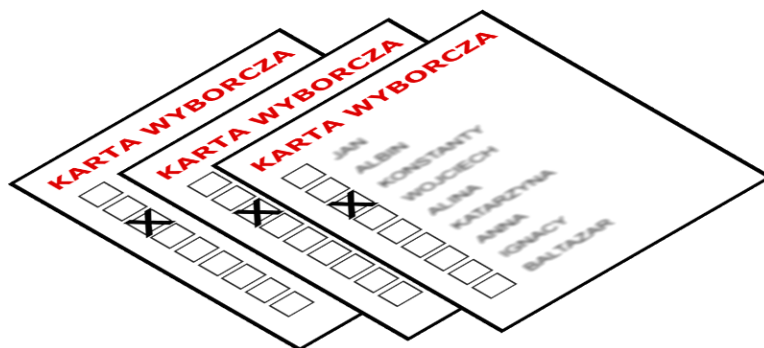 KARTA WYBORCZA
KARTA WYBORCZA
KARTA WYBORCZA
JAN
ALBIN
KONSTANTY
WOJCIECH
ALINA
KATARZYNA
ANNA
IGNACY
BALTAZAR